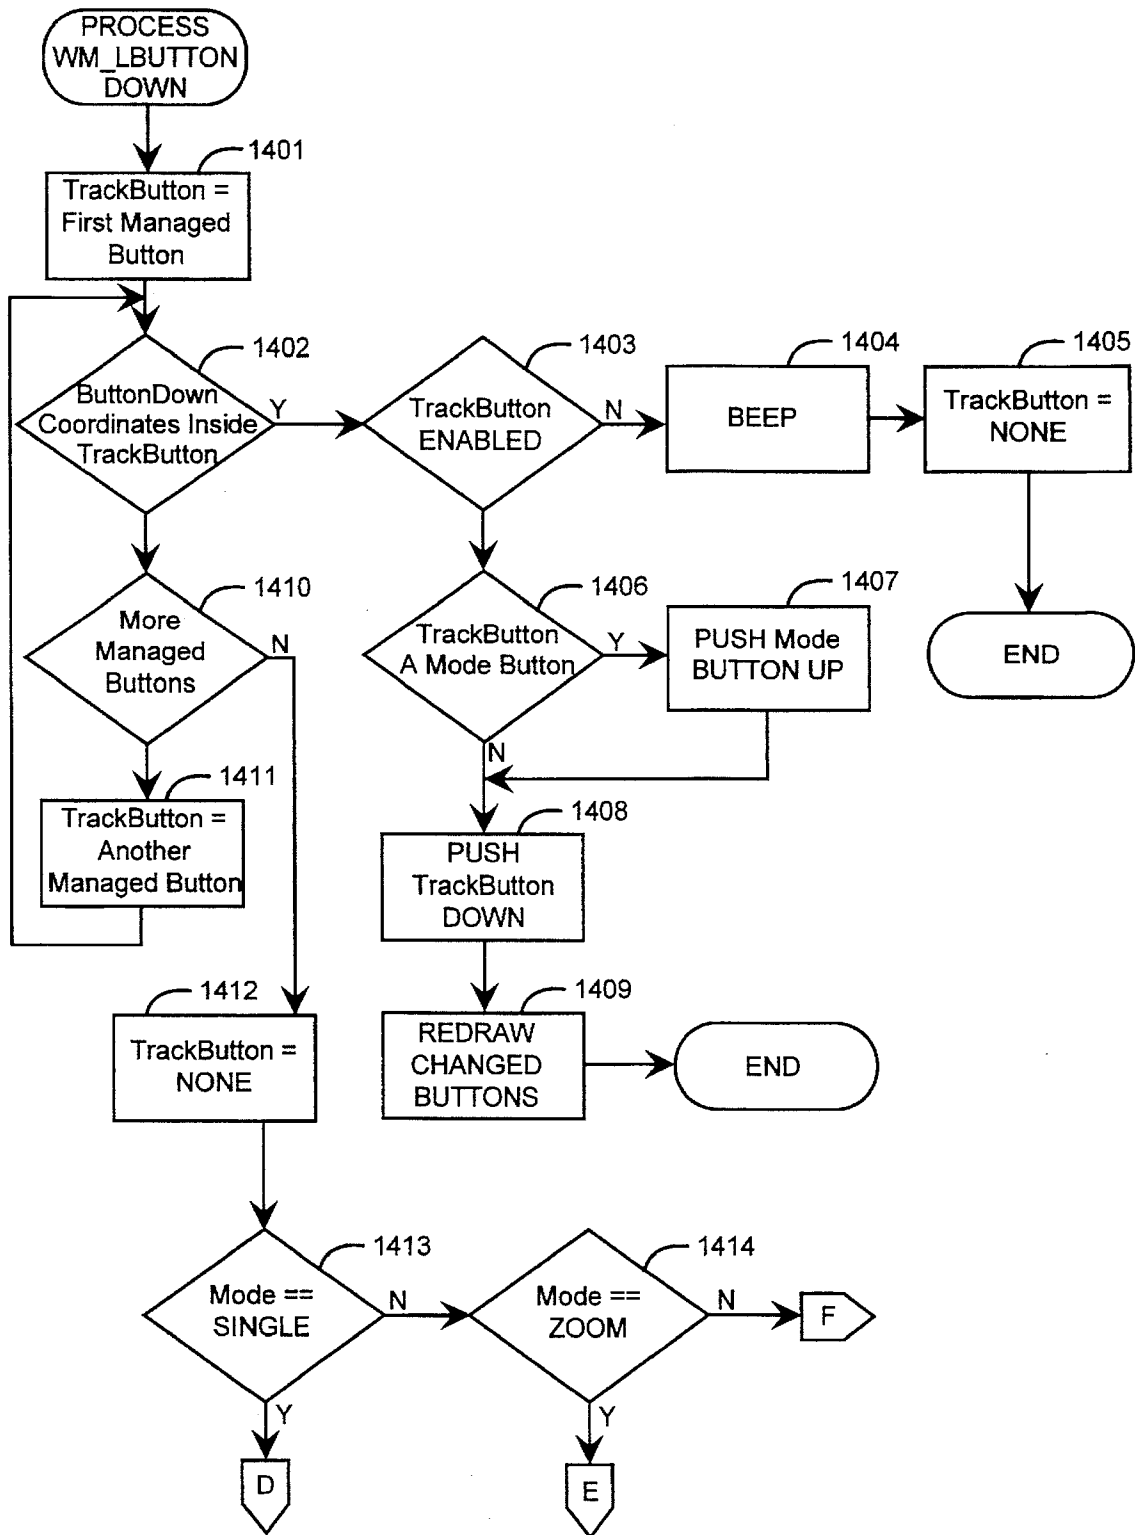 PROCESS
WM_LBUTTON
DOWN
1401
TrackButton =
First Managed
Button
1402
ButtonDown
Coordinates Inside
TrackButton
Y
1403
TrackButton
ENABLED
N
1404
BEEP
1405
TrackButton =
NONE
END
1410
More
Managed
Buttons
N
1406
TrackButton
A Mode Button
Y
N
1407
PUSH Mode
BUTTON UP
1411
TrackButton =
Another
Managed Button
1408
PUSH
TrackButton
DOWN
1412
TrackButton =
NONE
1409
REDRAW
CHANGED
BUTTONS
END
1413
Mode ==
SINGLE
N
Y
1414
Mode ==
ZOOM
N
Y
F
D
E